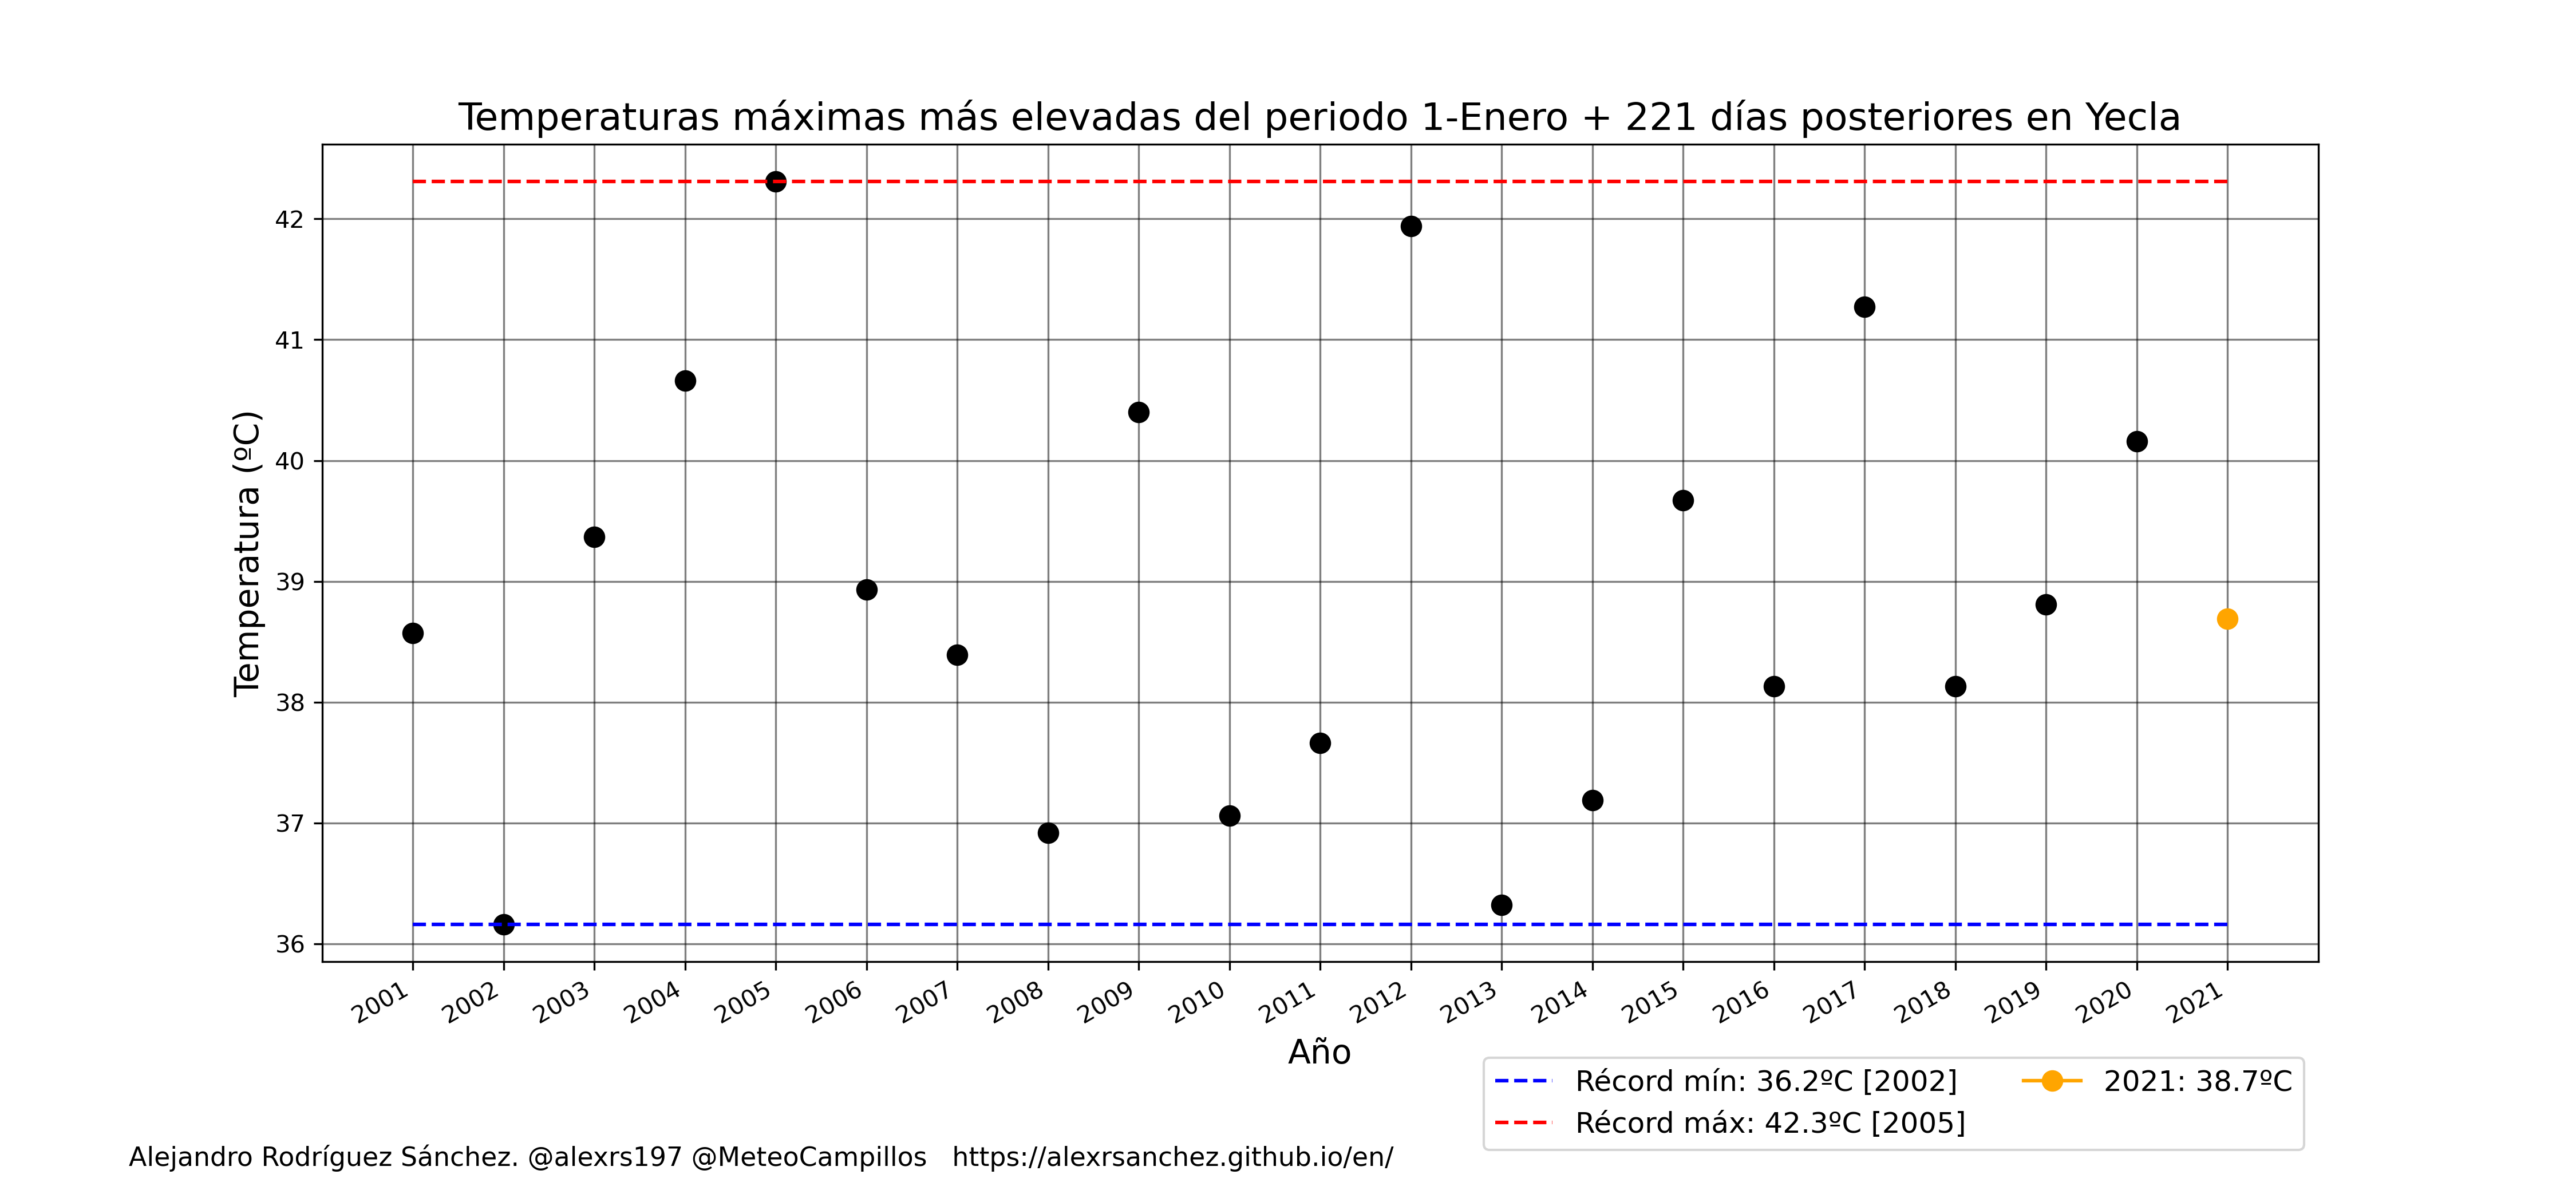 Temperaturas máximas más elevadas del periodo 1-Enero + 221 días posteriores en Yecla
Temperatura (ºC)
42
41
40
39
38
37
36
2001 2002 2003 2004 2005 2006 2007 2008 2009 2010 2011 2012 2013 2014 2015 2016 2017 2018 2019 2020 2021
Año
Récord mín: 36.2ºC [2002]
Récord máx: 42.3ºC [2005]
2021: 38.7ºC
Alejandro Rodríguez Sánchez. @alexrs197 @MeteoCampillos https://alexrsanchez.github.io/en/